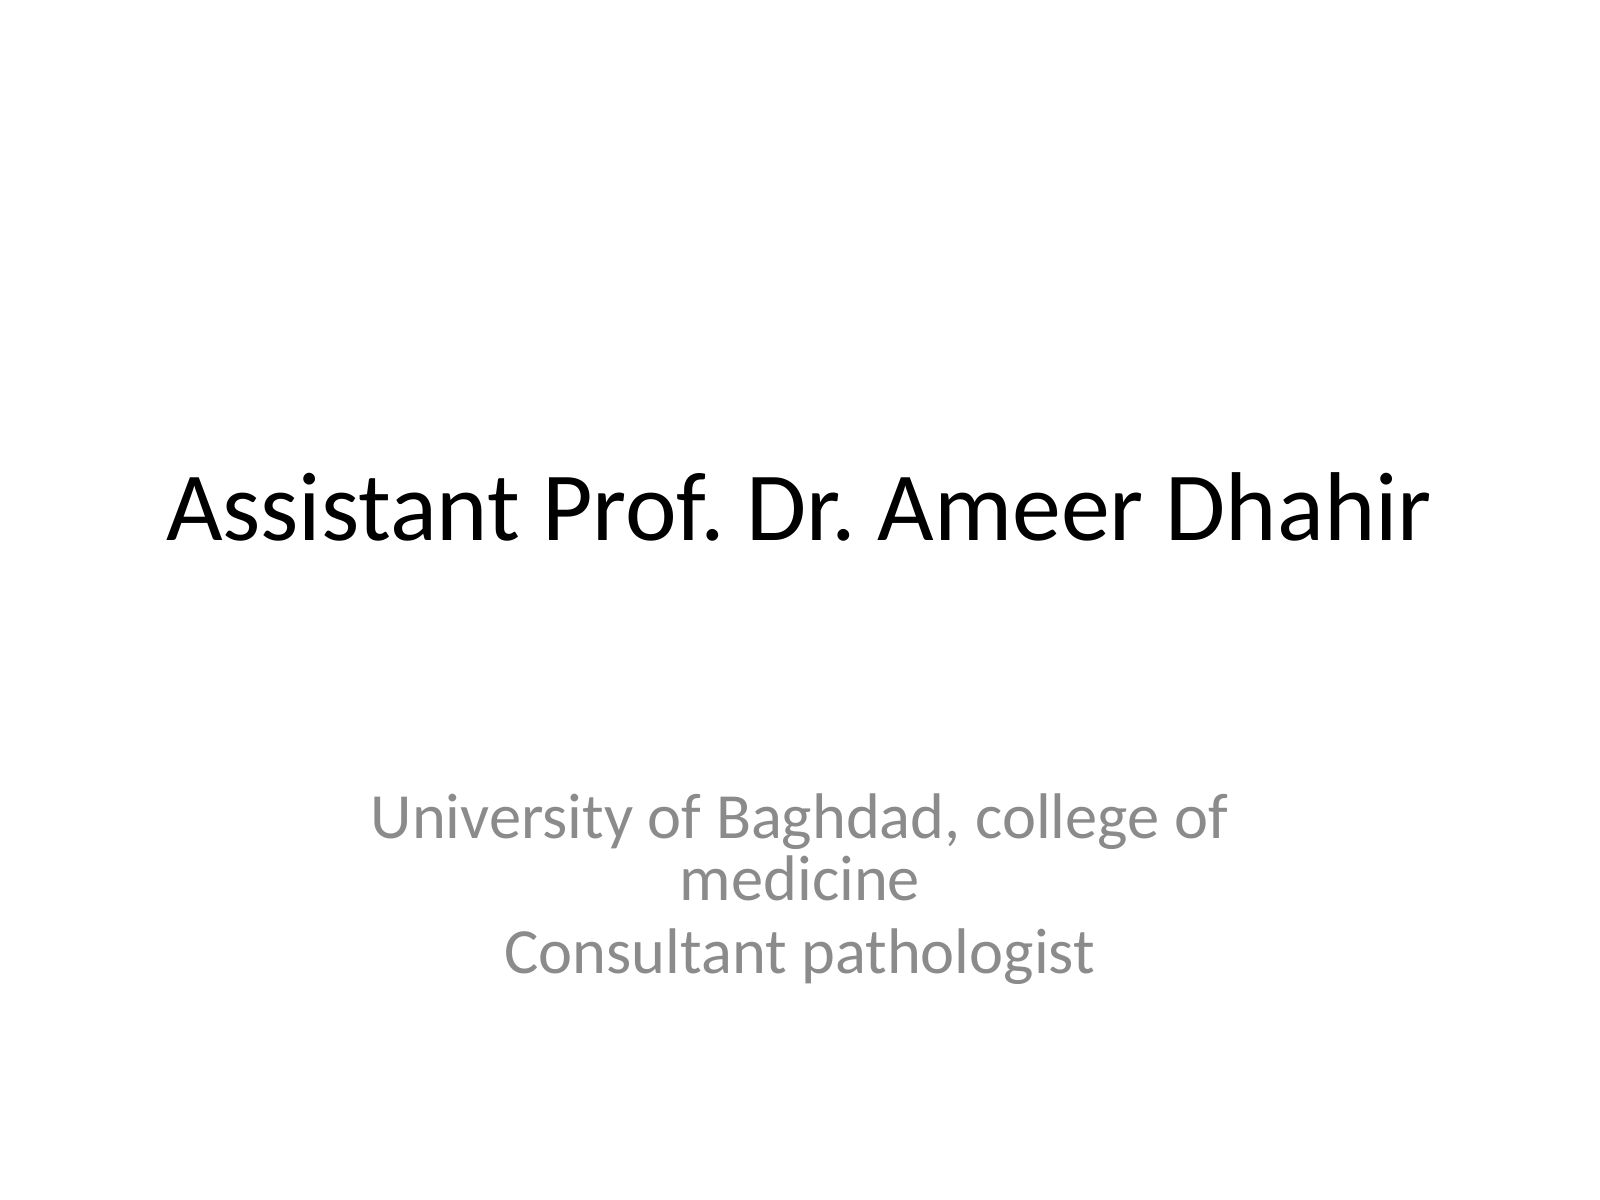 Assistant Prof. Dr. Ameer Dhahir
University of Baghdad, college of
medicine
Consultant pathologist